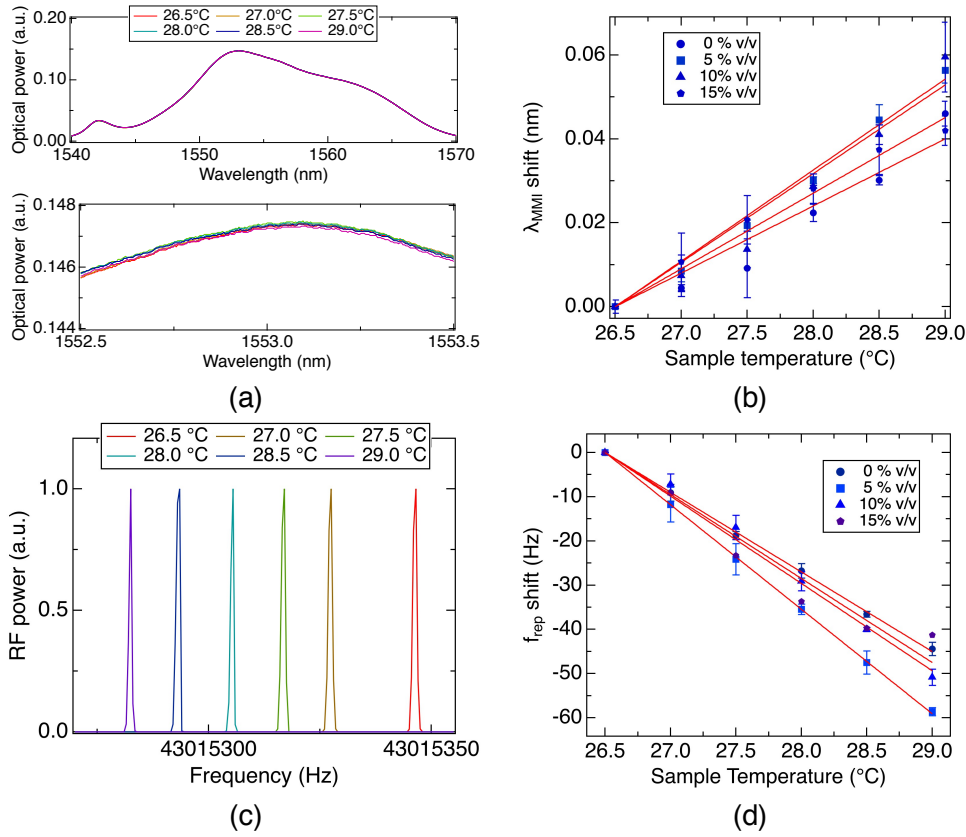 26.5°C 27.0°C 27.5°C
28.0°C 28.5°C 29.0°C
Optical power (a.u.)
0.20
0.10
0.00
1540 1550 1560 1570
Wavelength (nm)
Optical power (a.u.)
0.148
0.146
0.144
1552.5 1553.0 1553.5
Wavelength (nm)
(a)
0 % v/v
5 % v/v
10% v/v
15% v/v
λMMI shift (nm)
0.06
0.04
0.02
0.00
26.5 27.0 27.5 28.0 28.5 29.0
Sample temperature (°C)
(b)
26.5 °C 27.0 °C 27.5 °C
28.0 °C 28.5 °C 29.0 °C
RF power (a.u.)
1.0
0.5
0.0
43015300 43015350
Frequency (Hz)
(c)
0 % v/v
5 % v/v
10% v/v
15% v/v
frep shift (Hz)
0
-10
-20
-30
-40
-50
-60
26.5 27.0 27.5 28.0 28.5 29.0
Sample Temperature (°C)
(d)